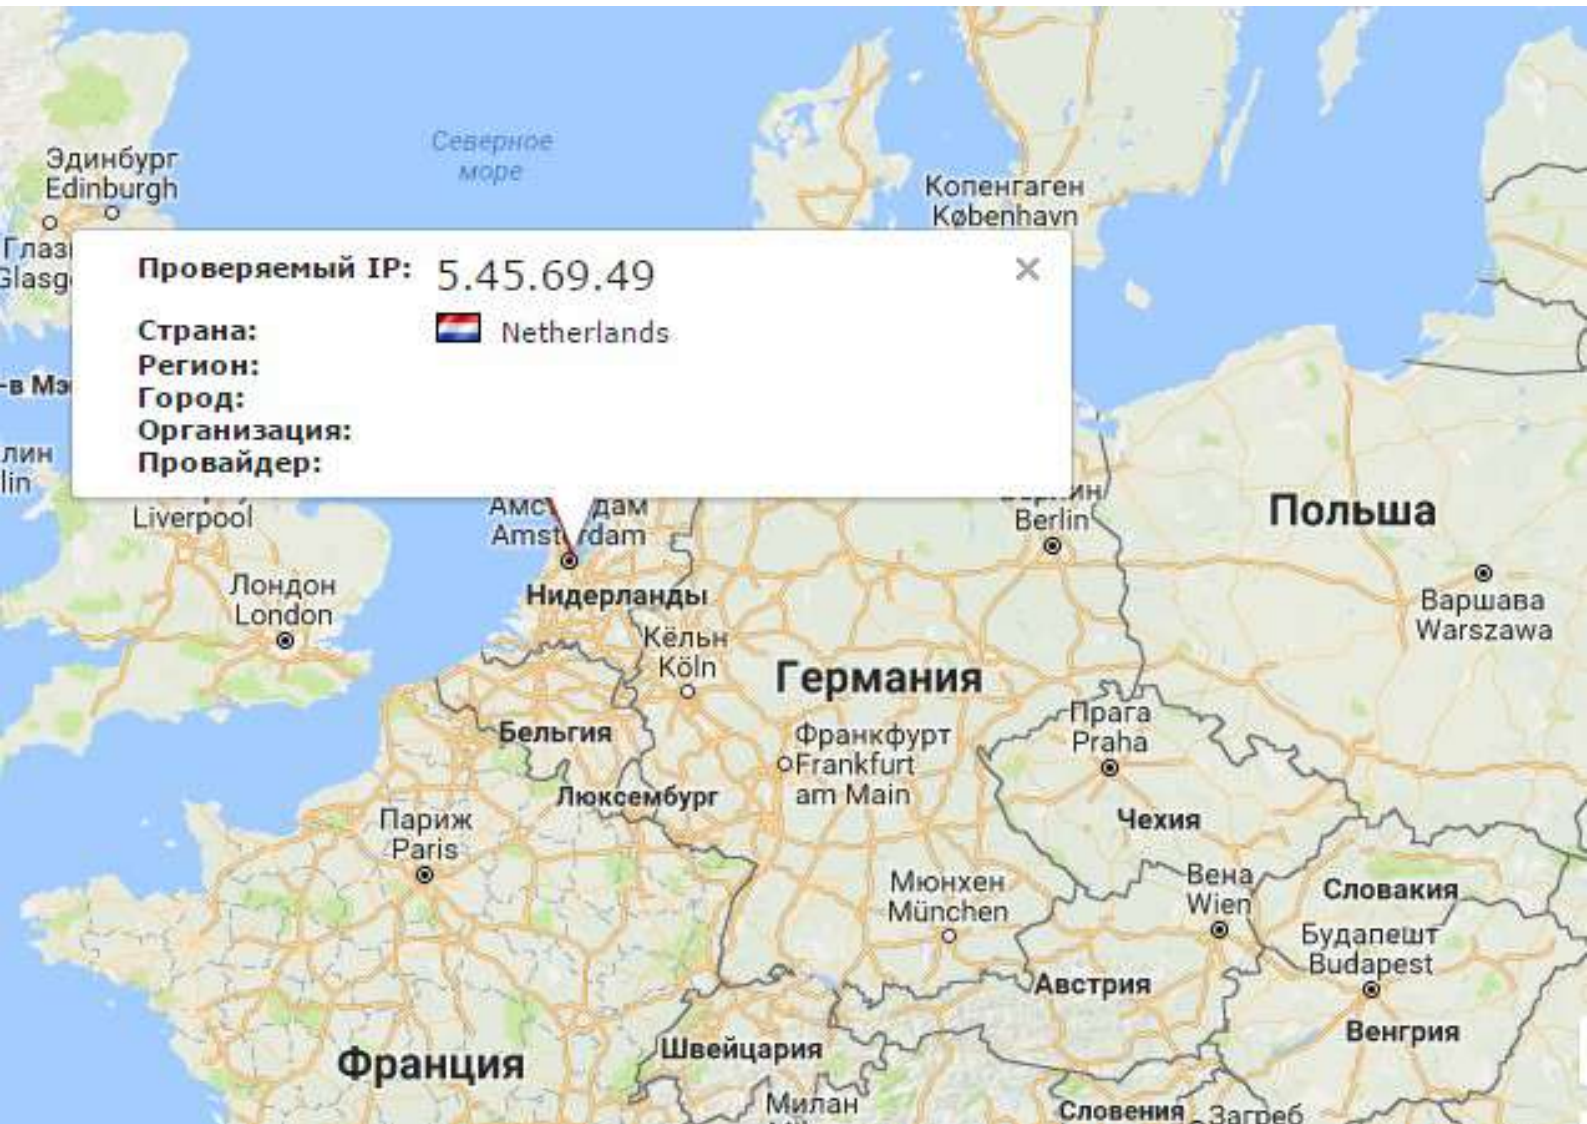 Эдинбург
Edinburgh
Северное
море
Копенгаген
København
Проверяемый IP: 5.45.69.49
Страна: Netherlands
Регион:
Город:
Организация:
Провайдер:
Liverpool
Amsterdam
Berlin
Польша
Лондон
London
Нидерланды
Варшава
Warszawa
Кёльн
Köln
Германия
Бельгия
Прага
Praha
Франкфурт
Frankfurt
am Main
Люксембург
Париж
Paris
Чехия
Мюнхен
München
Вена
Wien
Словакия
Будапешт
Budapest
Австрия
Венгрия
Швейцария
Франция
Милан
Словения
Загреб